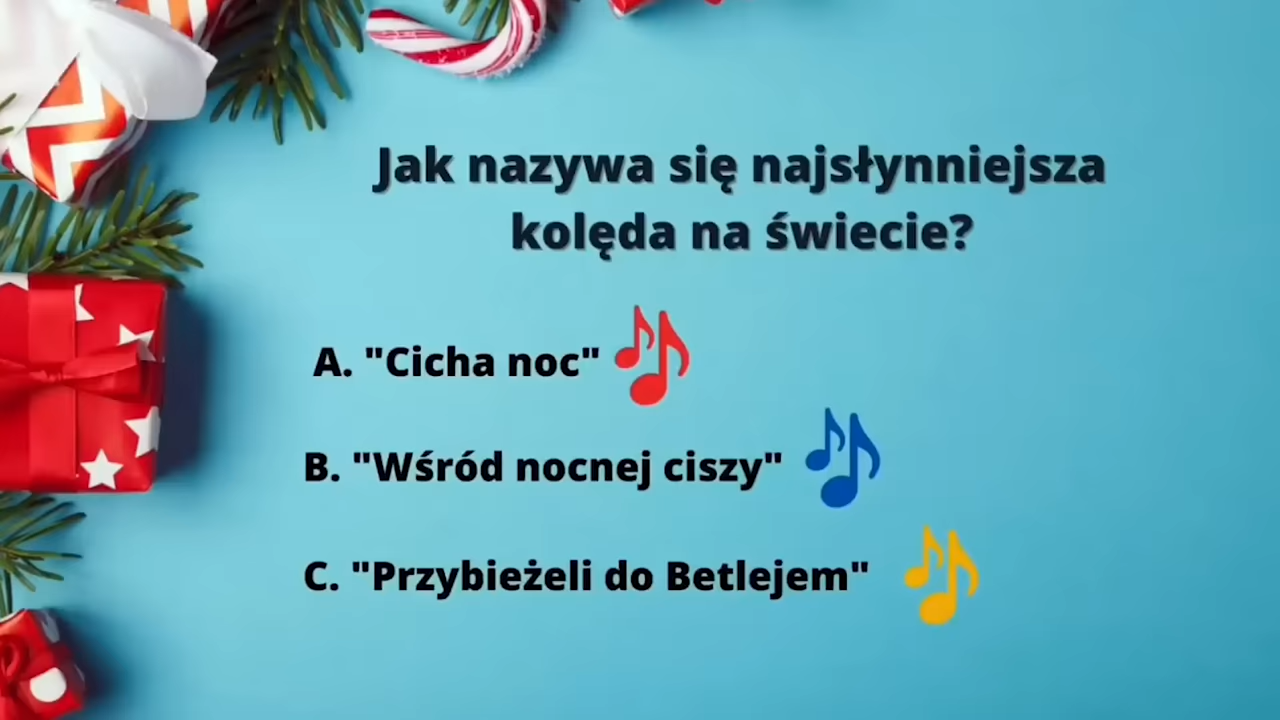 Jak nazywa się najsłynniejsza
kolęda na świecie?
A. "Cicha noc"
B. "Wśród nocnej ciszy"
C. "Przybieżeli do Betlejem"